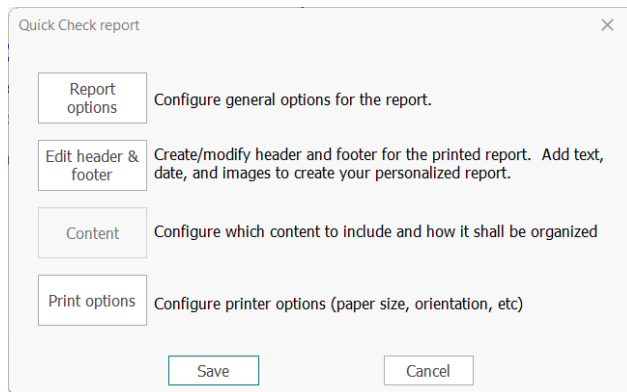 Quick Check report
Report
options
Configure general options for the report.
Edit header &
footer
Create/modify header and footer for the printed report.  Add text,
date, and images to create your personalized report.
Content
Configure which content to include and how it shall be organized
Print options
Configure printer options (paper size, orientation, etc)
Save
Cancel